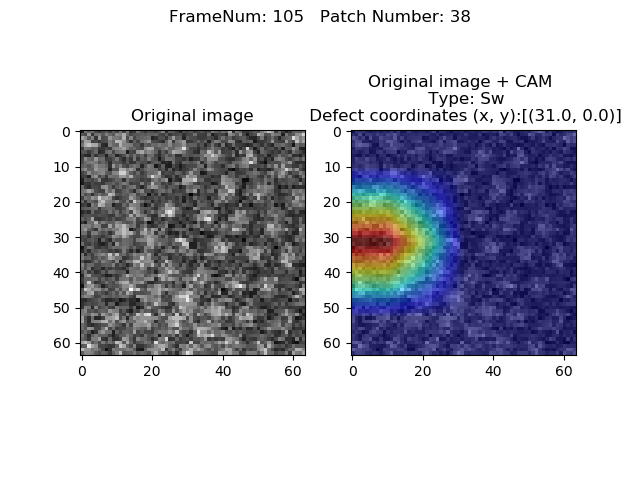 FrameNum: 105   Patch Number: 38
Original image
Original image + CAM
Type: Sw
Defect coordinates (x, y):[(31.0, 0.0)]
0
10
20
30
40
50
60
0 20 40 60
0
10
20
30
40
50
60
0 20 40 60